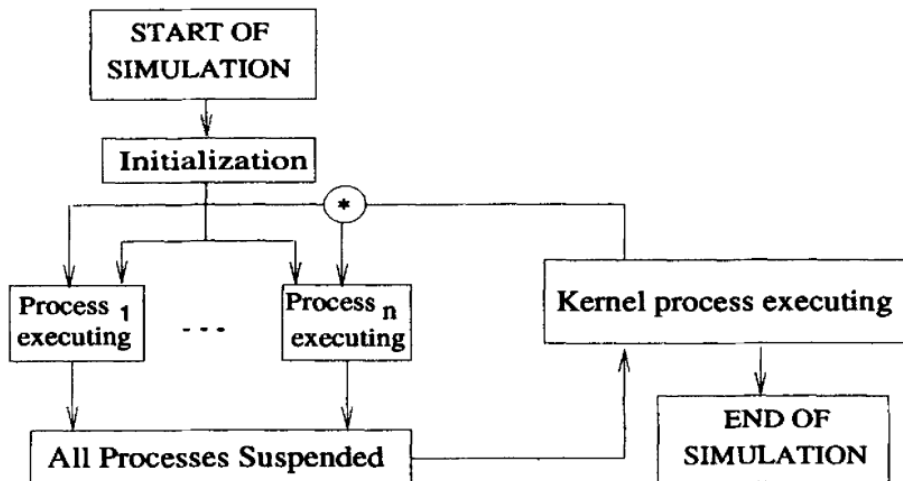 START OF
SIMULATION
Initialization
*
Process 1
executing
...
Process n
executing
Kernel process executing
All Processes Suspended
END OF
SIMULATION